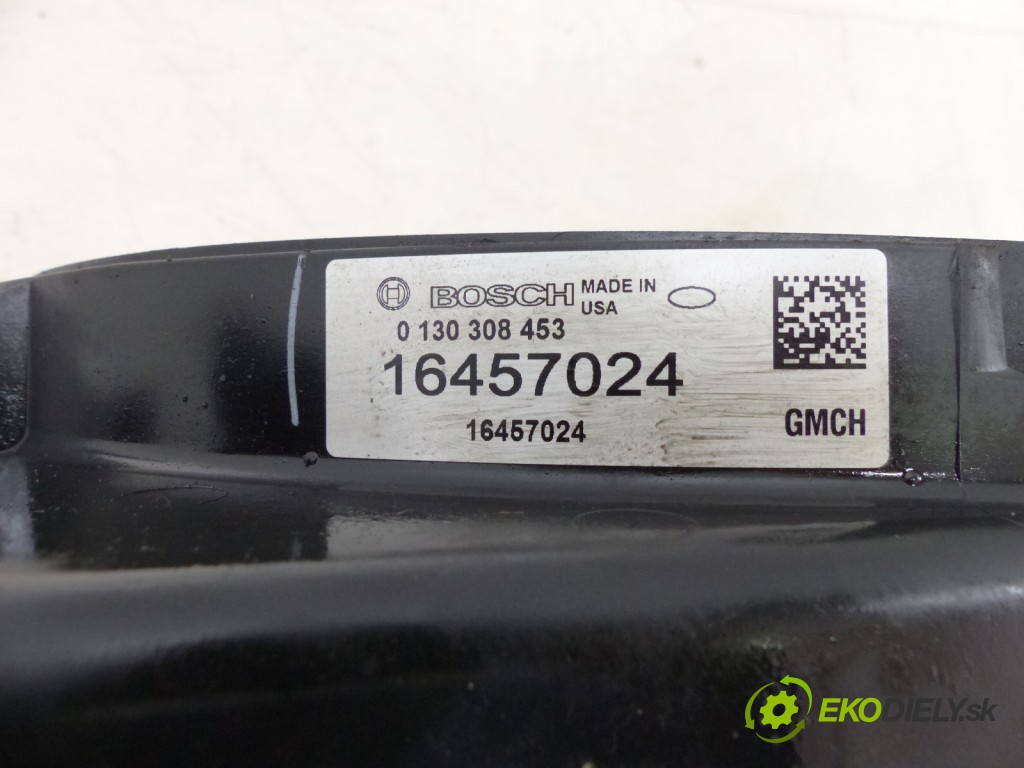 BOSCH MADE IN USA
0 130 308 453
16457024
16457024
GMCH
EKODIELY.sk